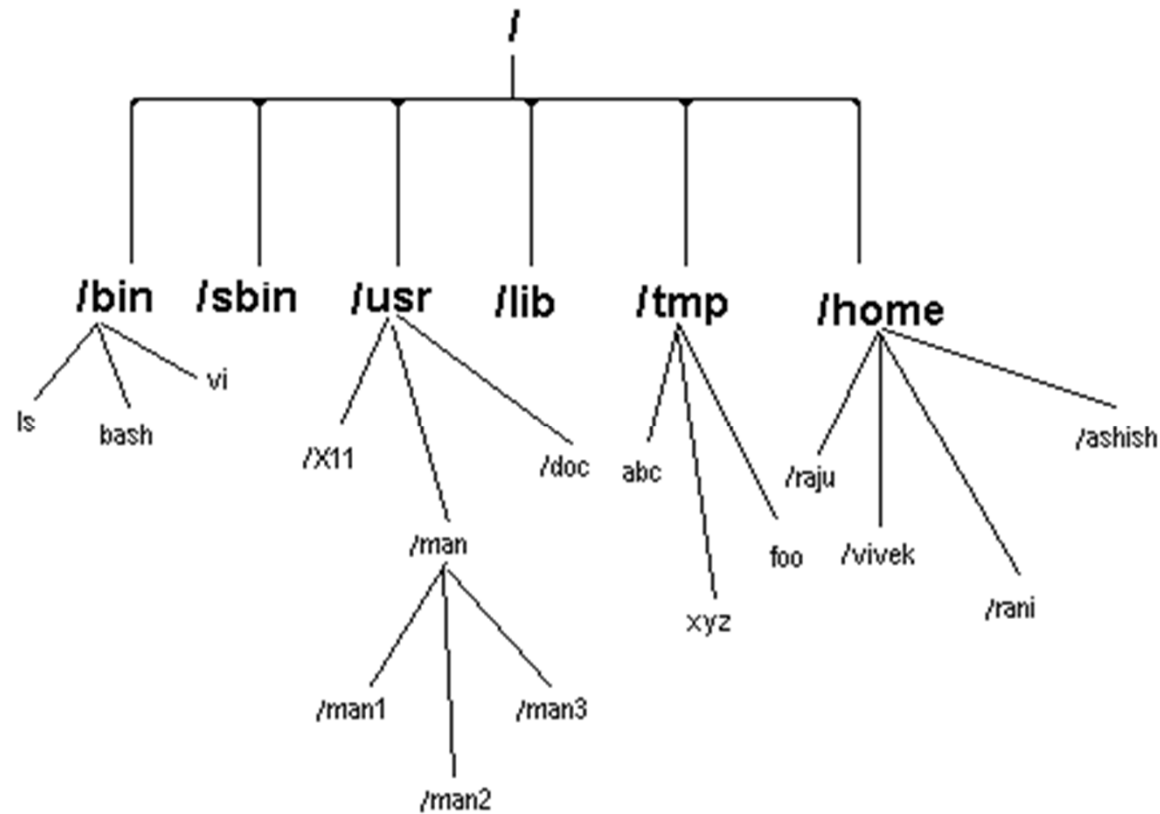 /
/bin /sbin /usr /lib /tmp /home
vi
ls
bash
/X11
/doc
abc
/raju
/ashish
/man
foo
/vivek
xyz
/rani
/man1
/man3
/man2